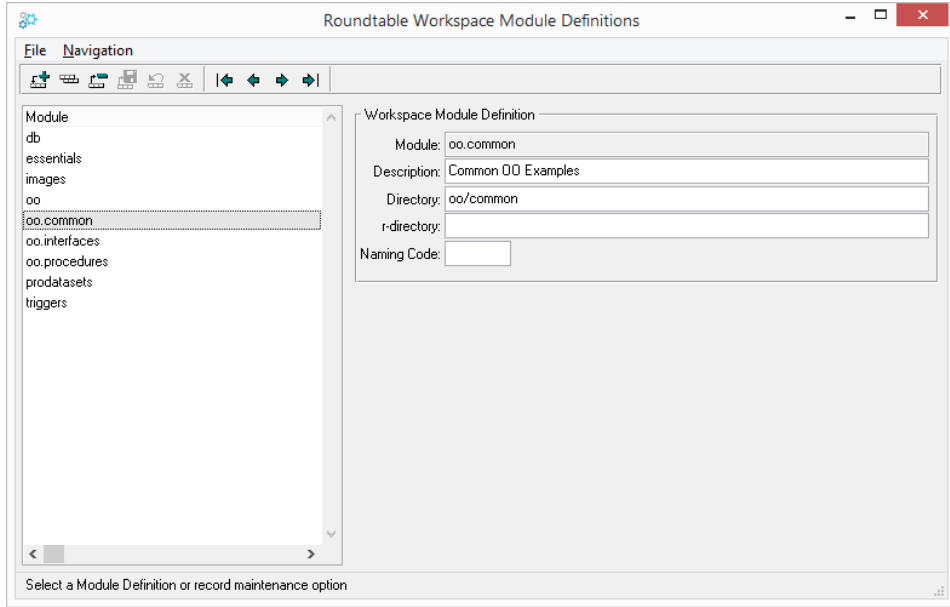 Roundtable Workspace Module Definitions
File Navigation
Module
db
essentials
images
oo
oo.common
oo.interfaces
oo.procedures
prodatasets
triggers
Workspace Module Definition
Module: oo.common
Description: Common OO Examples
Directory: oo/common
r-directory:
Naming Code:
Select a Module Definition or record maintenance option